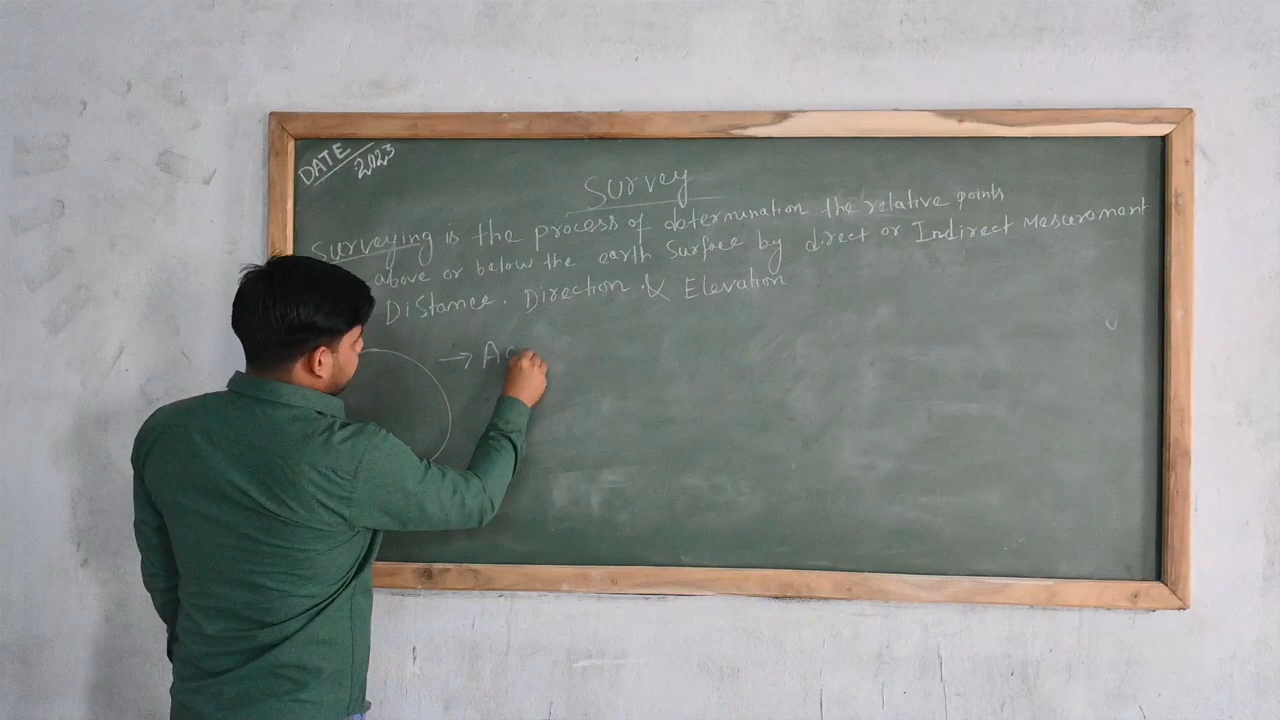 DATE
2023
Survey
Surveying is the process of determination the relative points
above or below the earth Surface by direct or Indirect Measurement
Distance. Direction & Elevation
→ A